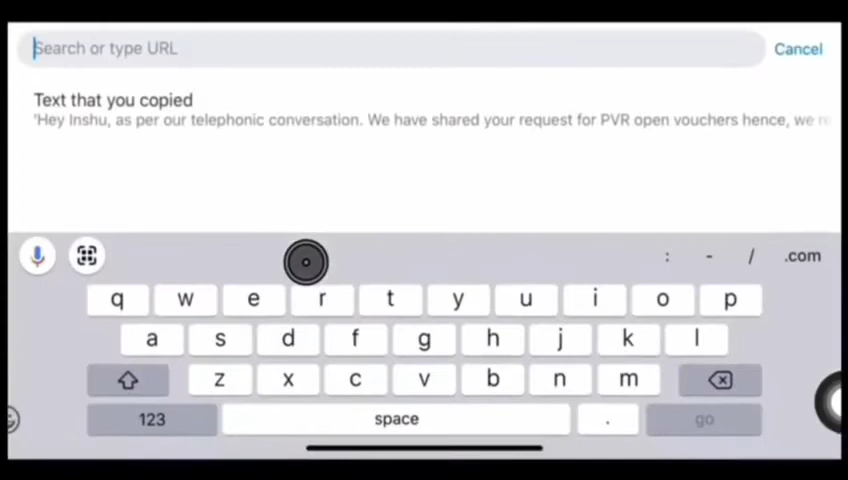 Search or type URL
Cancel
Text that you copied
'Hey Inshu, as per our telephonic conversation. We have shared your request for PVR open vouchers hence, we
: - / .com
q w e r t y u i o p
a s d f g h j k l
z x c v b n m
123 space . go